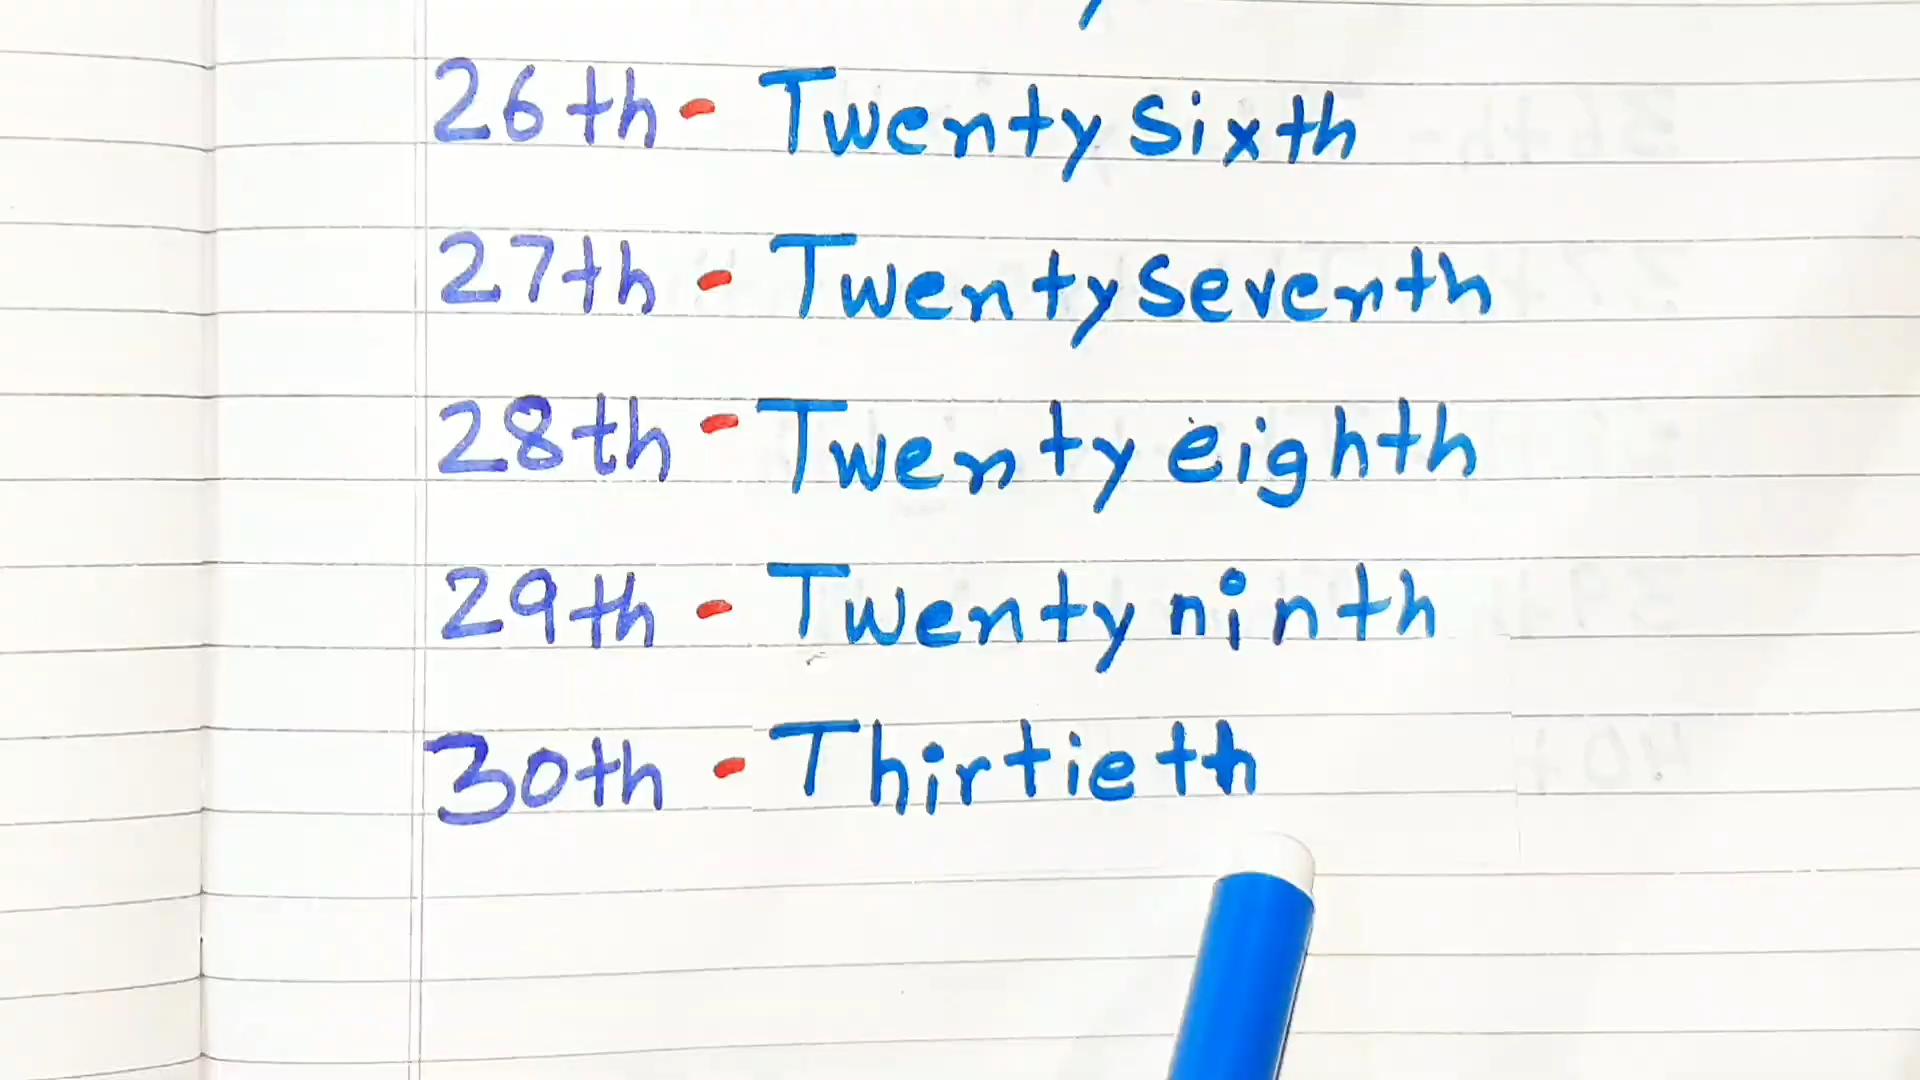 26th - Twenty sixth
27th - Twenty seventh
28th - Twenty eighth
29th - Twenty ninth
30th - Thirtieth